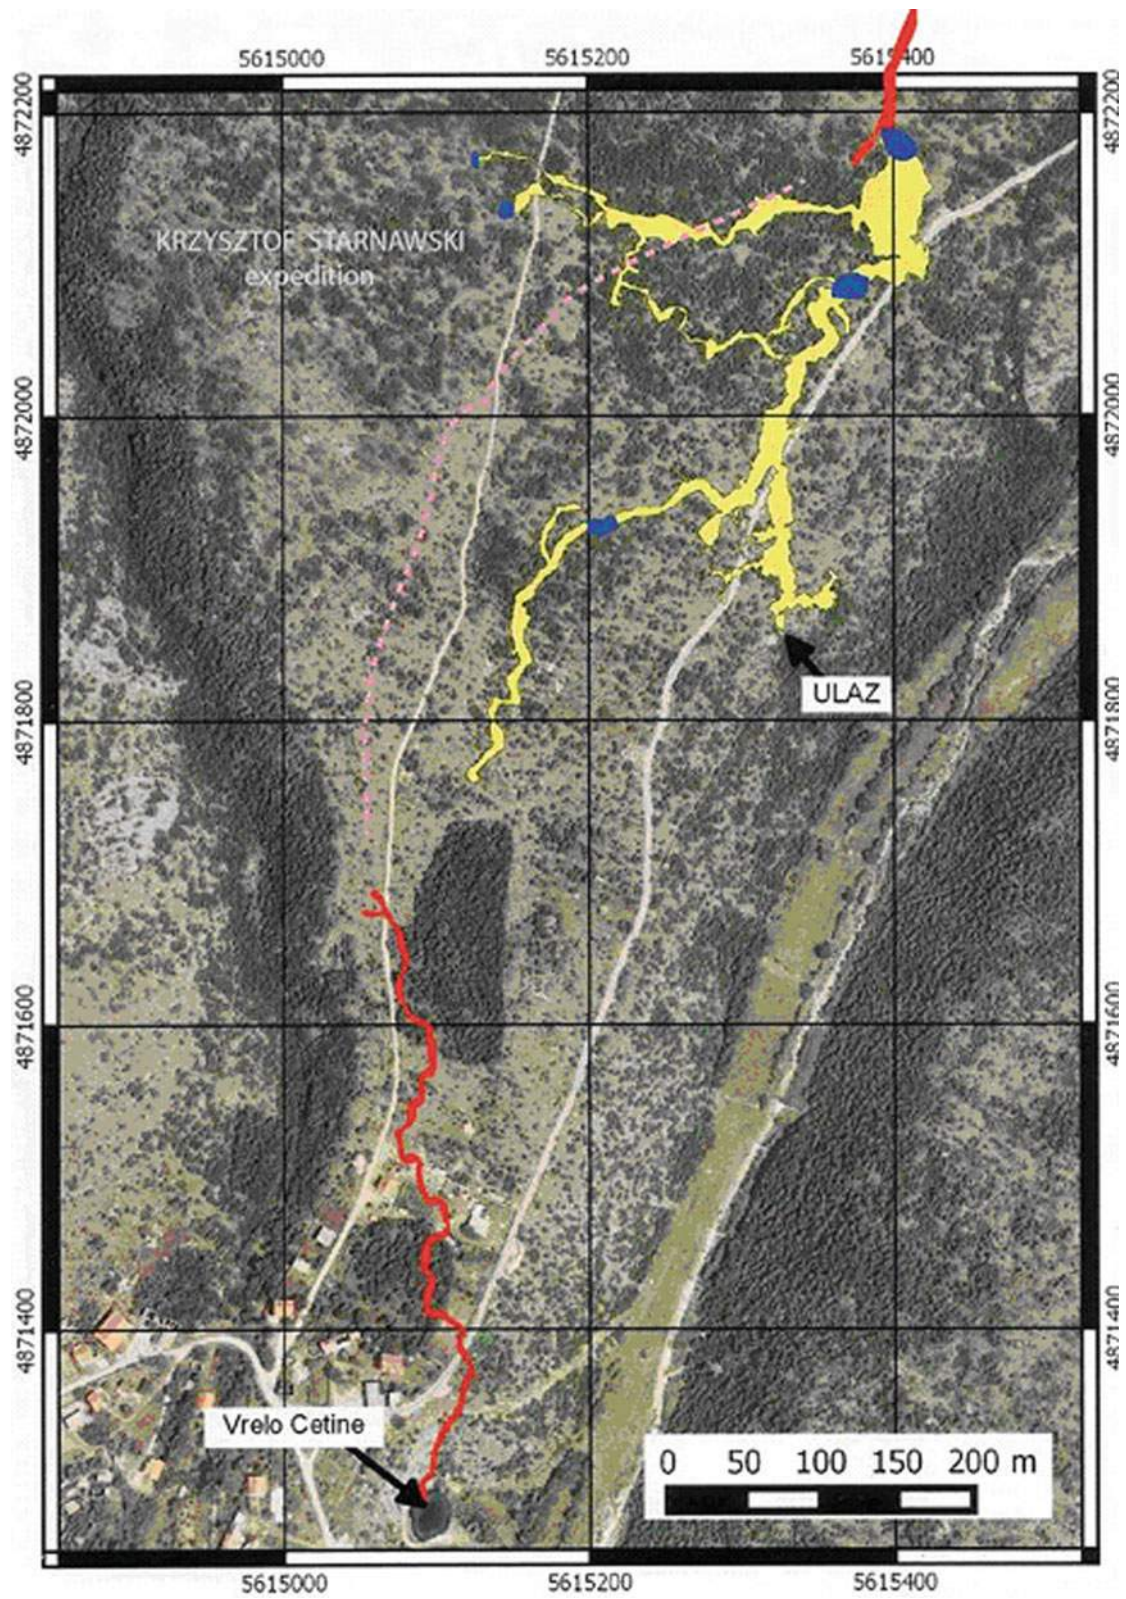 5615000 5615200 5615400
4872200 4872200
KRZYSZTOF STARNAWSKI
expedition
4872000 4872000
4871800 4871800
ULAZ
4871600 4871600
4871400 4871400
Vrelo Cetine
0 50 100 150 200 m
5615000 5615200 5615400